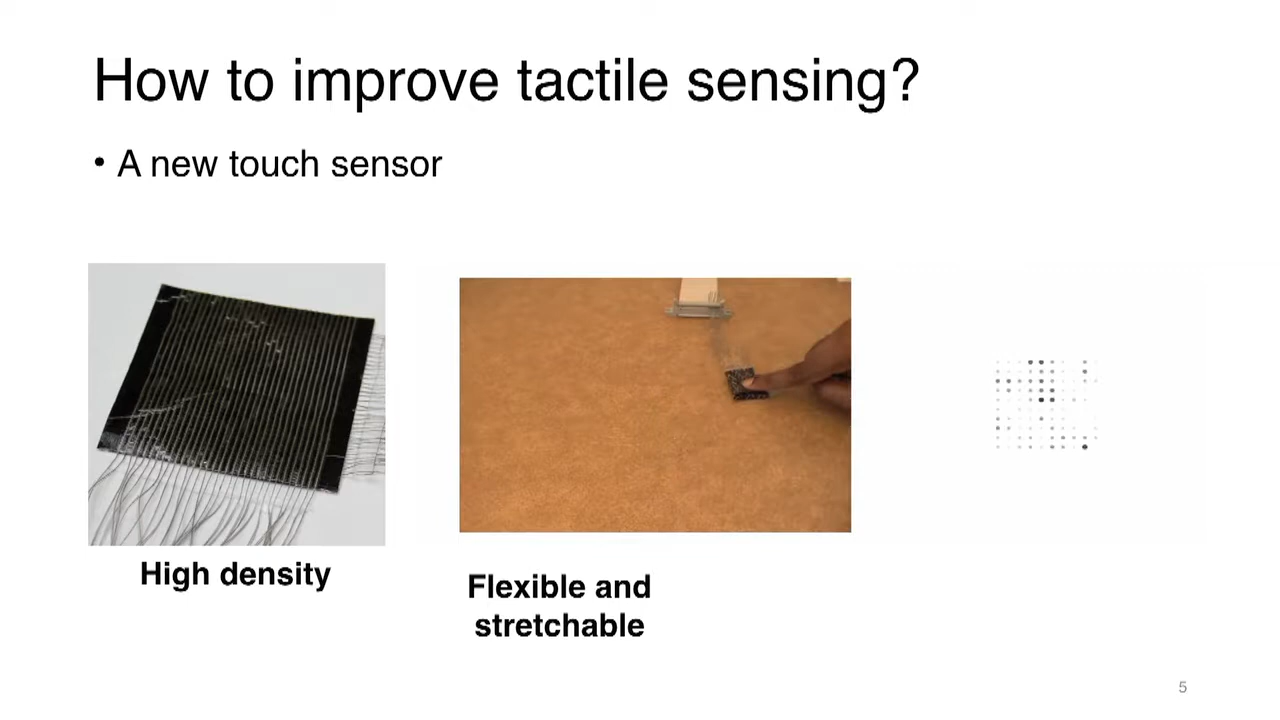 How to improve tactile sensing?
• A new touch sensor
High density
Flexible and
stretchable
5